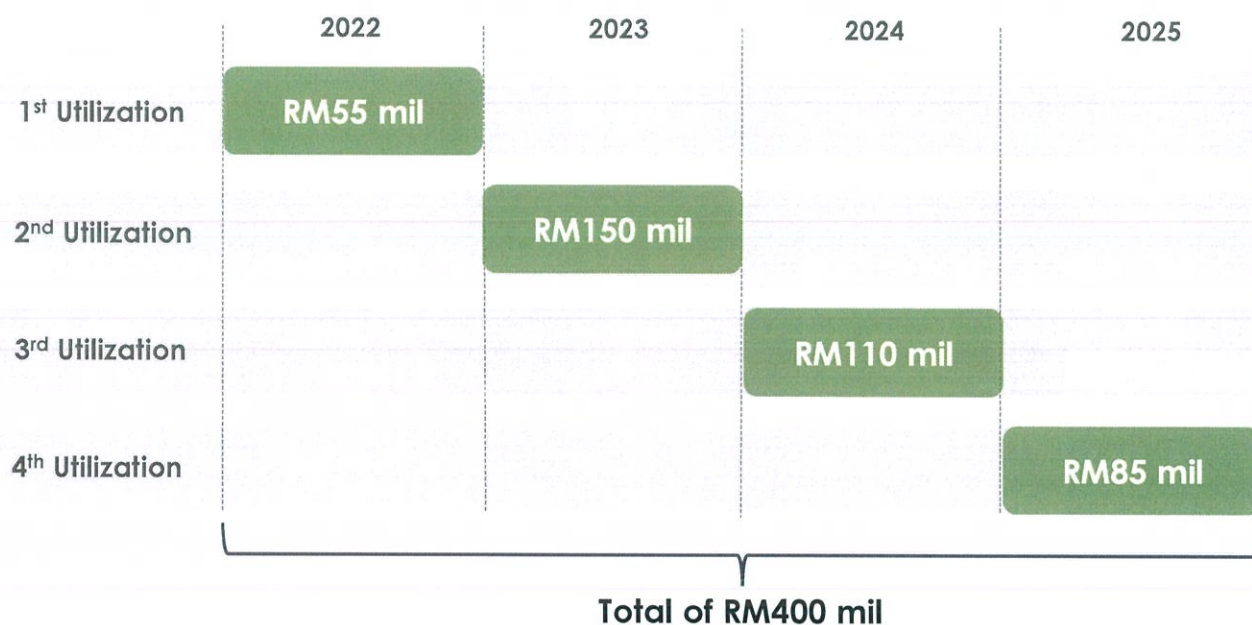 2022 2023 2024 2025
1st Utilization RM55 mil
2nd Utilization RM150 mil
3rd Utilization RM110 mil
4th Utilization RM85 mil
Total of RM400 mil